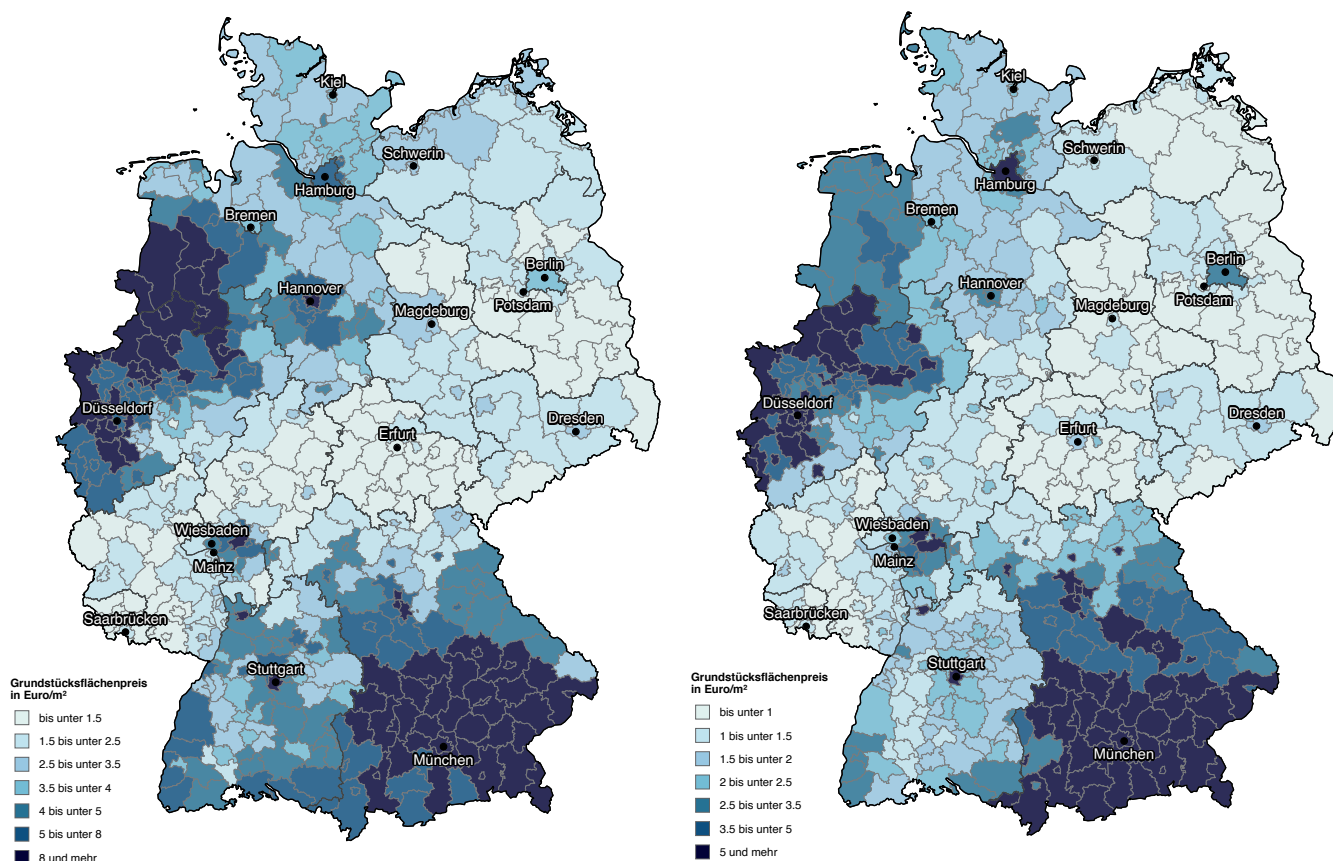 Kiel
Schwerin
Hamburg
Bremen
Berlin
Hannover
Potsdam
Magdeburg
Düsseldorf
Erfurt
Dresden
Wiesbaden
Mainz
Saarbrücken
Stuttgart
München
Grundstücksflächenpreis
in Euro/m²
bis unter 1.5
1.5 bis unter 2.5
2.5 bis unter 3.5
3.5 bis unter 4
4 bis unter 5
5 bis unter 8
8 und mehr
Kiel
Schwerin
Hamburg
Bremen
Berlin
Hannover
Potsdam
Magdeburg
Düsseldorf
Erfurt
Dresden
Wiesbaden
Mainz
Saarbrücken
Stuttgart
München
Grundstücksflächenpreis
in Euro/m²
bis unter 1
1 bis unter 1.5
1.5 bis unter 2
2 bis unter 2.5
2.5 bis unter 3.5
3.5 bis unter 5
5 und mehr